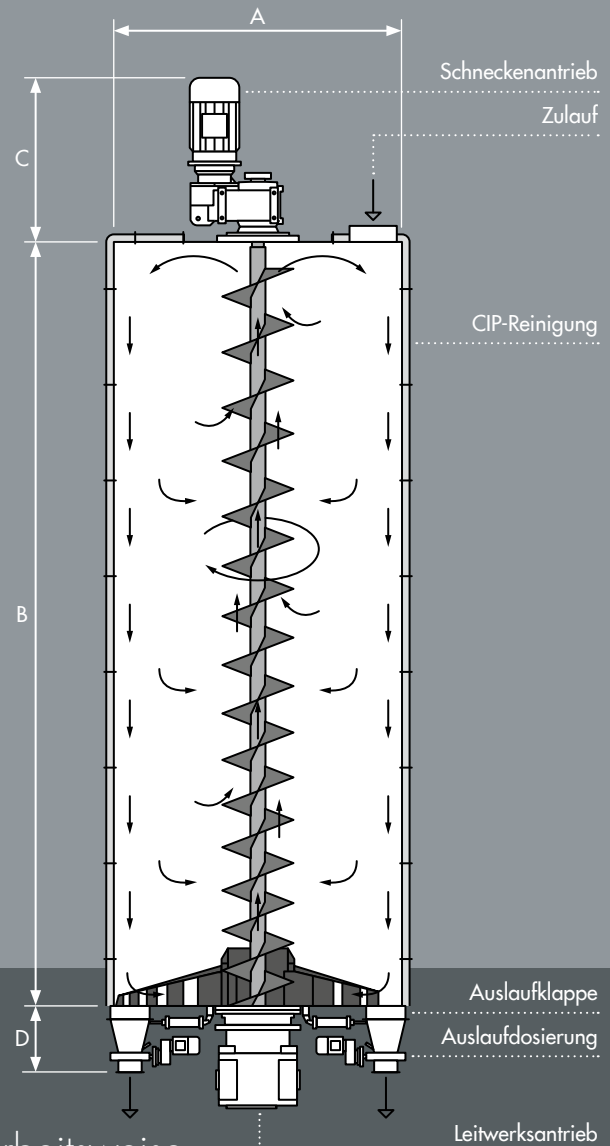 A
Schneckenantrieb
Zulauf
C
CIP-Reinigung
B
Auslaufklappe
D
Auslaufdosierung
Leitwerksantrieb